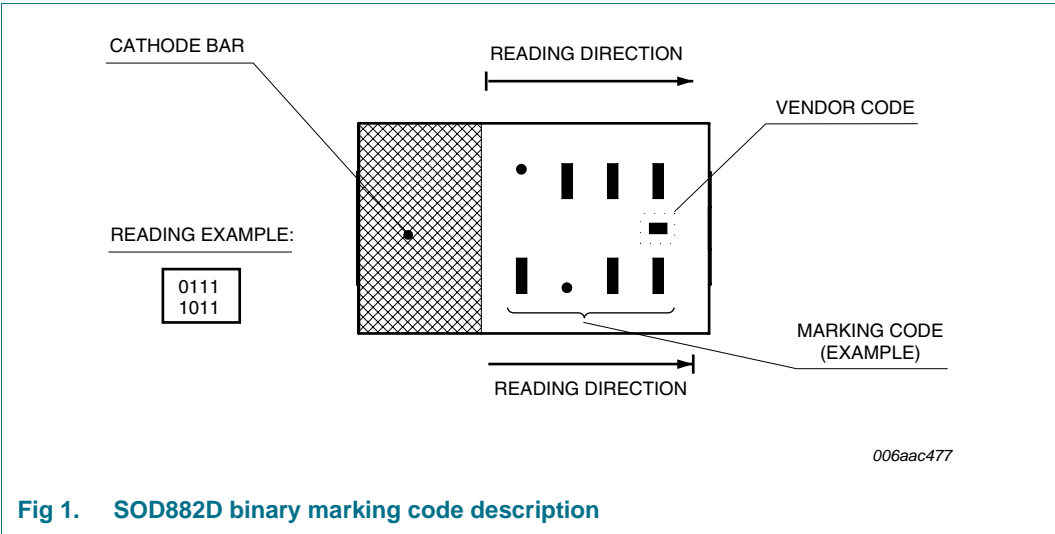 CATHODE BAR
READING DIRECTION
VENDOR CODE
READING EXAMPLE:
0111
1011
MARKING CODE
(EXAMPLE)
READING DIRECTION
006aac477
Fig 1. SOD882D binary marking code description